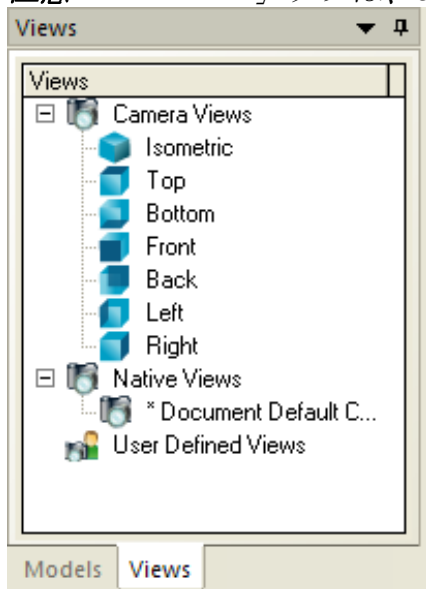 Views
Views
Camera Views
Isometric
Top
Bottom
Front
Back
Left
Right
Native Views
* Document Default C...
User Defined Views
Models Views